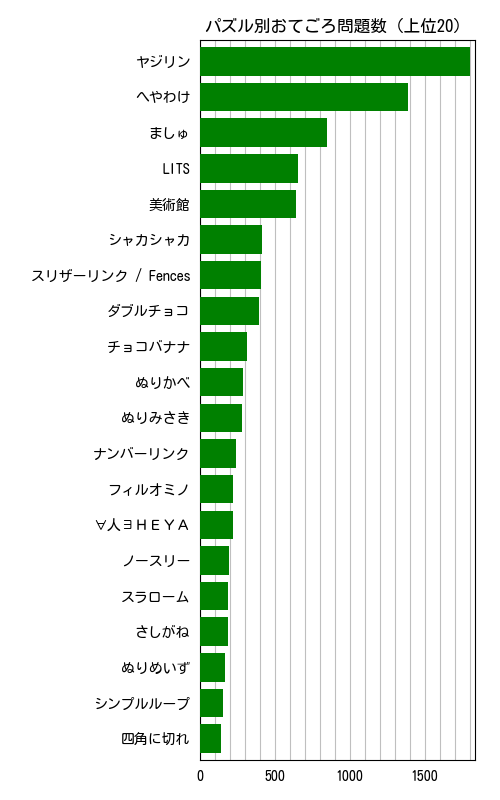 パズル別おてごろ問題数（上位20）
ヤジリン
へやわけ
ましゅ
LITS
美術館
シャカシャカ
スリザーリンク / Fences
ダブルチョコ
チョコバナナ
ぬりかべ
ぬりみさき
ナンバーリンク
フィルオミノ
∀人ヨＨＥＹＡ
ノースリー
スラローム
さしがね
ぬりめいず
シンプルループ
四角に切れ
0 500 1000 1500